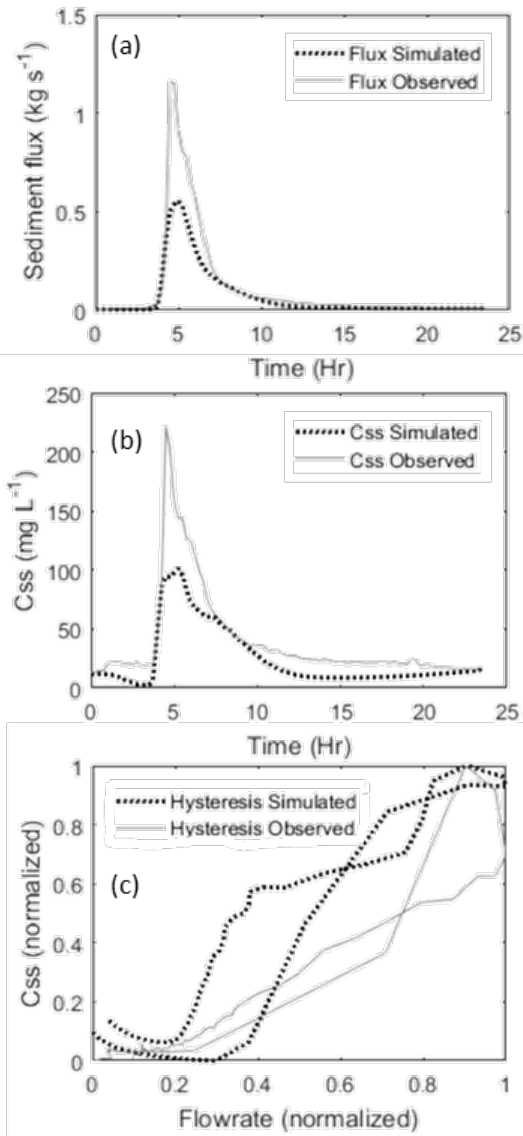 1.5
(a)
Flux Simulated
Flux Observed
Sediment flux (kg s⁻¹)
1
0.5
0
0 5 10 15 20 25
Time (Hr)
250
(b)
Css Simulated
Css Observed
200
Css (mg L⁻¹)
150
100
50
0
0 5 10 15 20 25
Time (Hr)
1
Hysteresis Simulated
Hysteresis Observed
0.8
(c)
Css (normalized)
0.6
0.4
0.2
0
0 0.2 0.4 0.6 0.8 1
Flowrate (normalized)